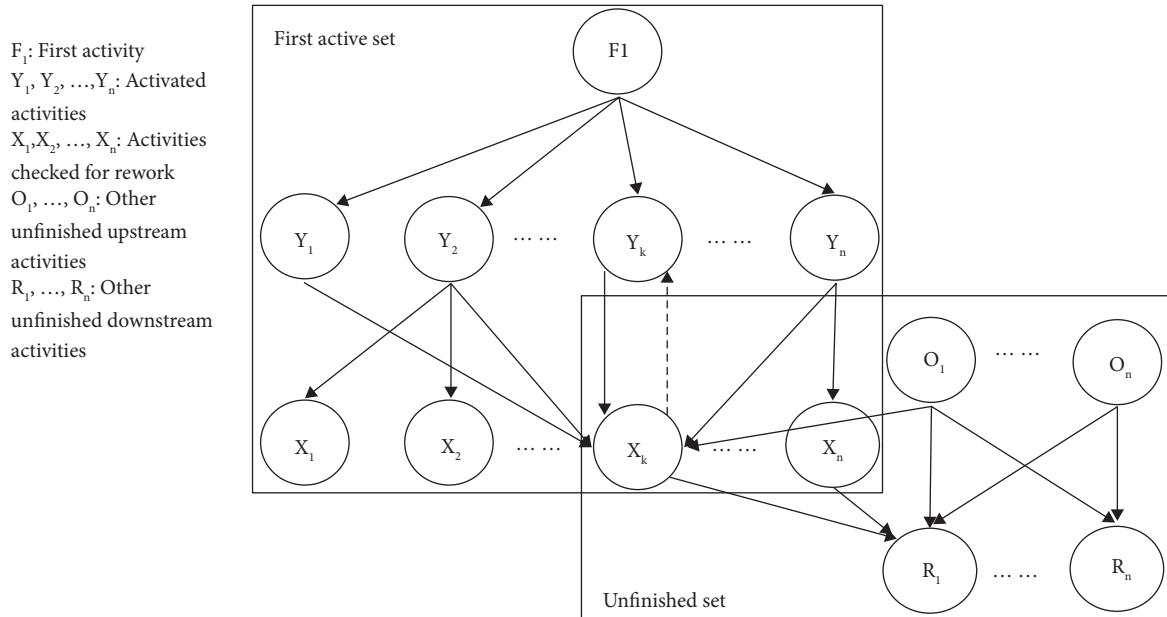 F₁: First activity
Y₁, Y₂, …,Yₙ: Activated
activities
X₁,X₂, …, Xₙ: Activities
checked for rework
O₁, …, Oₙ: Other
unfinished upstream
activities
R₁, …, Rₙ: Other
unfinished downstream
activities
First active set
F1
Y₁ Y₂ … … Yₖ … … Yₙ
O₁ … … Oₙ
X₁ X₂ … … Xₖ … … Xₙ
R₁ … … Rₙ
Unfinished set